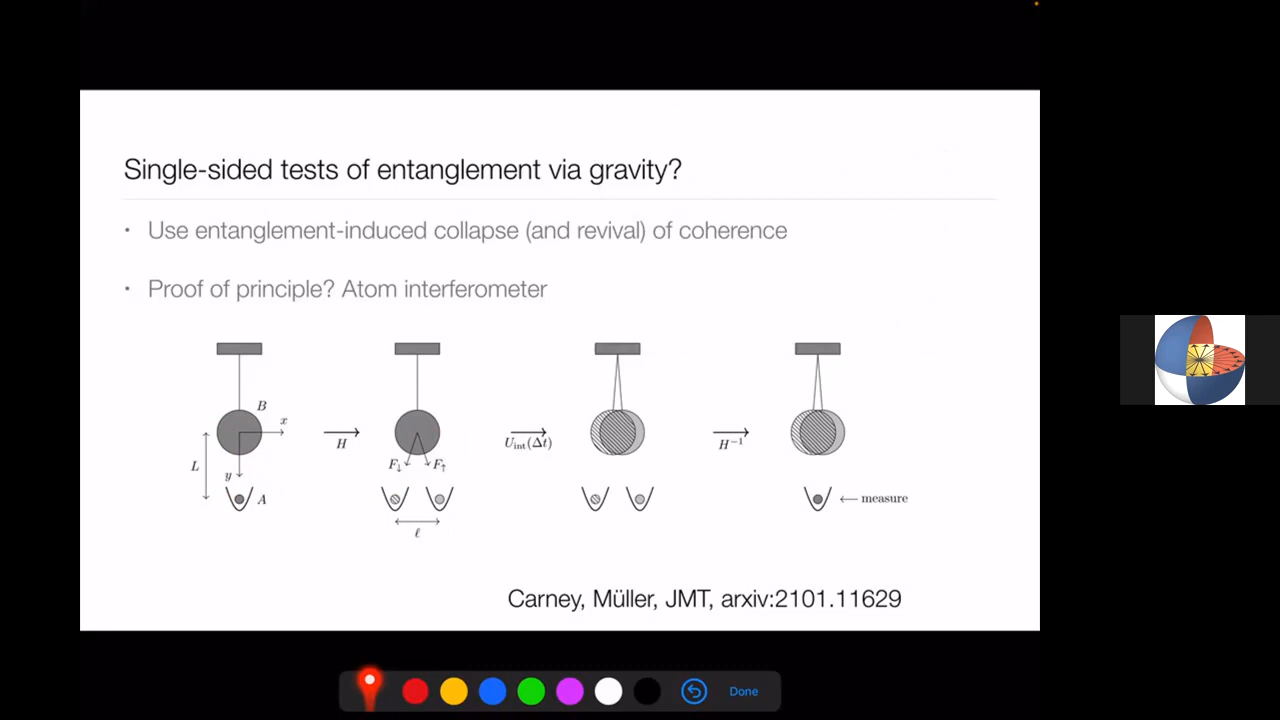 Single-sided tests of entanglement via gravity?
• Use entanglement-induced collapse (and revival) of coherence
• Proof of principle? Atom interferometer
B
x
L
y
A
H
F↓
F↑
ℓ
U_int(Δt)
H⁻¹
measure
Carney, Müller, JMT, arxiv:2101.11629
Done